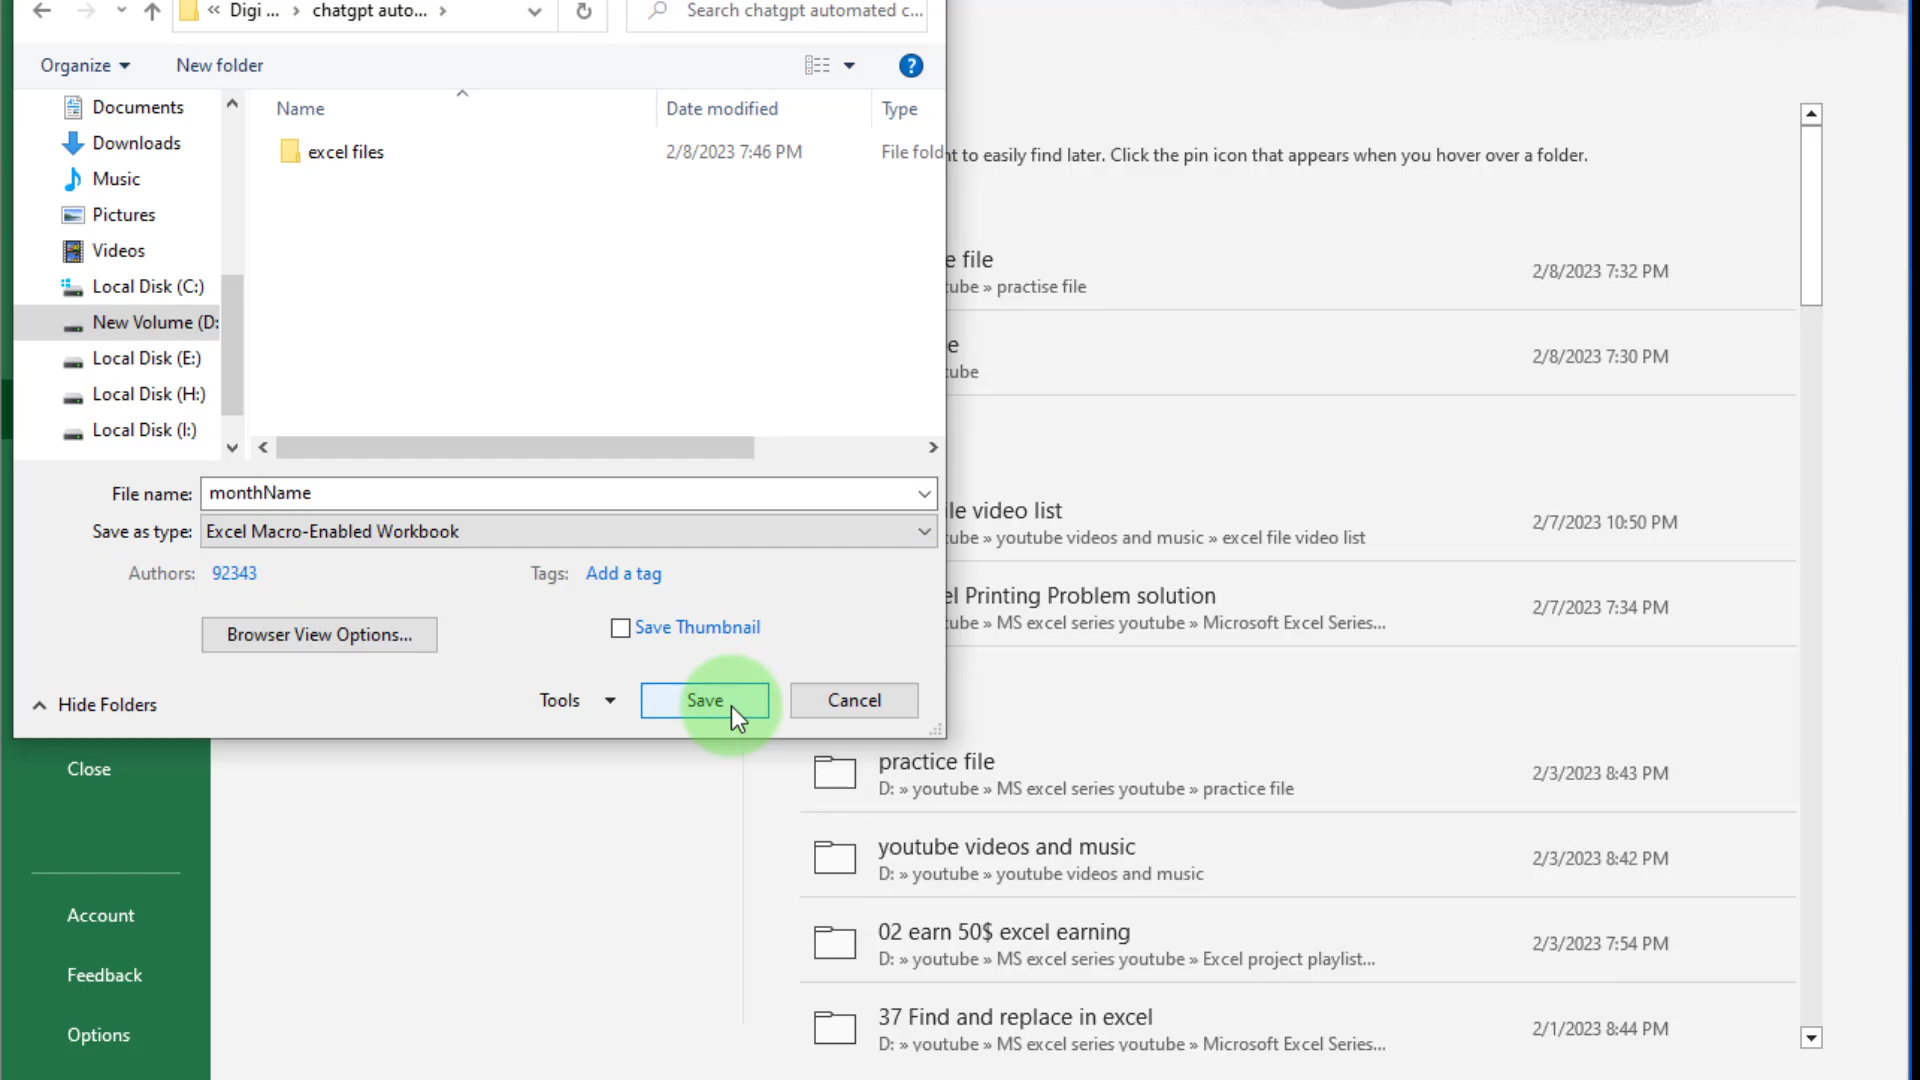 « Digi ... › chatgpt auto... ›
Search chatgpt automated c...
Organize
New folder
?
Documents
Downloads
Music
Pictures
Videos
Local Disk (C:)
New Volume (D:
Local Disk (E:)
Local Disk (H:)
Local Disk (I:)
Name
Date modified
Type
excel files
2/8/2023 7:46 PM
File fold
File name:
monthName
Save as type:
Excel Macro-Enabled Workbook
Authors:
92343
Tags:
Add a tag
Browser View Options...
Save Thumbnail
Hide Folders
Tools
Save
Cancel
Close
Account
Feedback
Options
nt to easily find later. Click the pin icon that appears when you hover over a folder.
e file
2/8/2023 7:32 PM
tube » practise file
e
2/8/2023 7:30 PM
tube
ile video list
2/7/2023 10:50 PM
tube » youtube videos and music » excel file video list
el Printing Problem solution
2/7/2023 7:34 PM
tube » MS excel series youtube » Microsoft Excel Series...
practice file
2/3/2023 8:43 PM
D: » youtube » MS excel series youtube » practice file
youtube videos and music
2/3/2023 8:42 PM
D: » youtube » youtube videos and music
02 earn 50$ excel earning
2/3/2023 7:54 PM
D: » youtube » MS excel series youtube » Excel project playlist...
37 Find and replace in excel
2/1/2023 8:44 PM
D: » youtube » MS excel series youtube » Microsoft Excel Series...